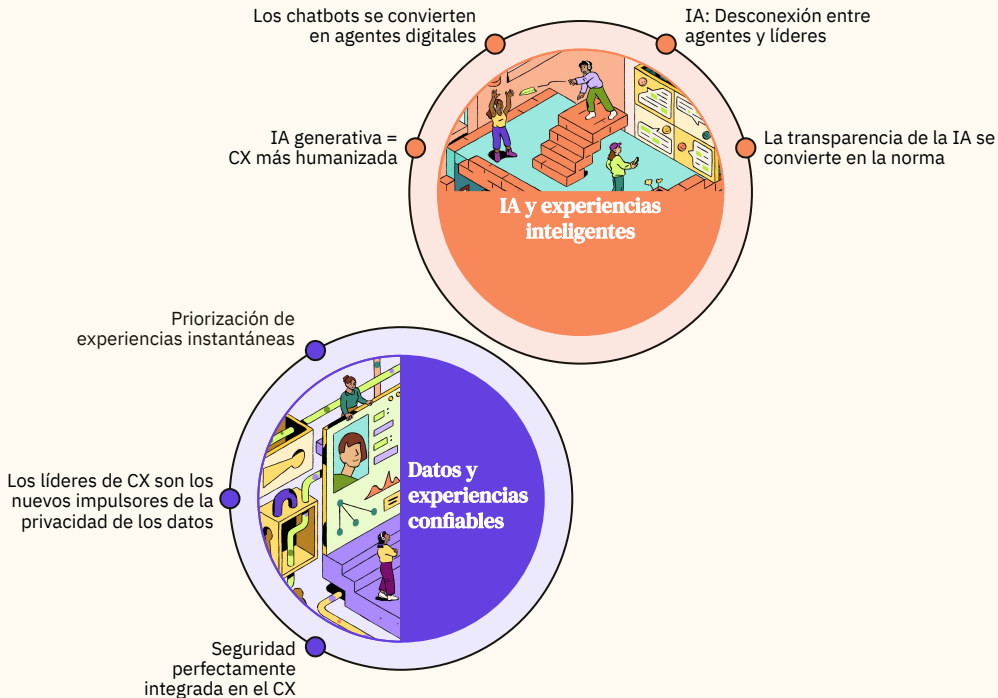 Los chatbots se convierten
en agentes digitales
IA: Desconexión entre
agentes y líderes
IA generativa =
CX más humanizada
La transparencia de la IA se
convierte en la norma
IA y experiencias
inteligentes
Priorización de
experiencias instantáneas
Los líderes de CX son los
nuevos impulsores de la
privacidad de los datos
Datos y
experiencias
confiables
Seguridad
perfectamente
integrada en el CX